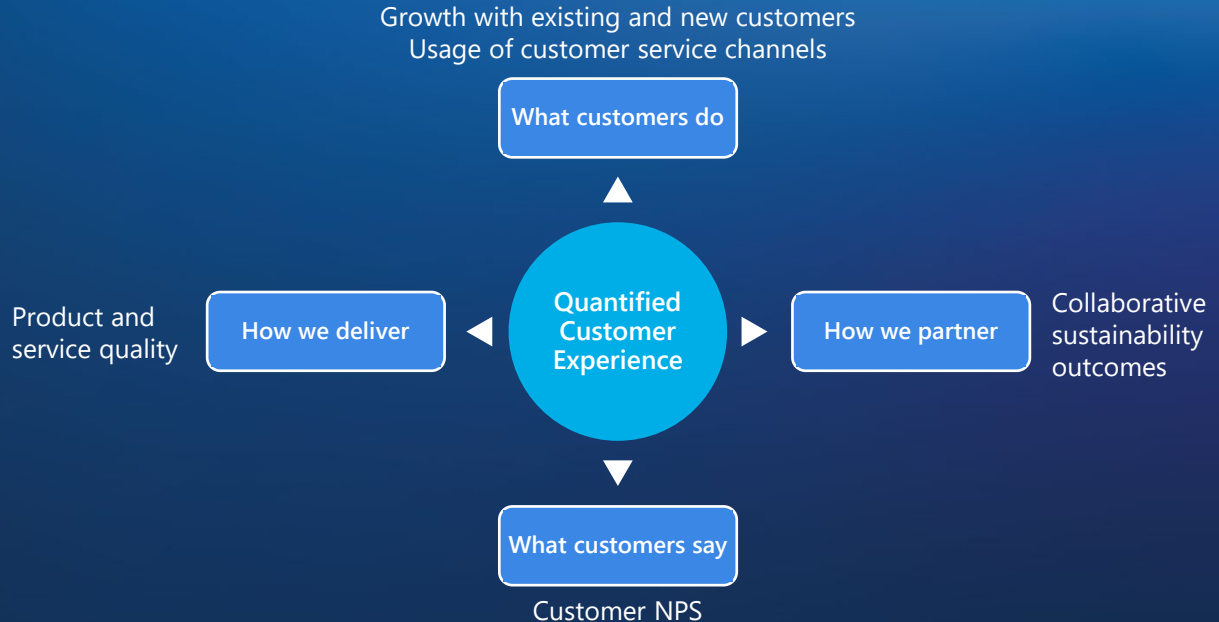 Growth with existing and new customers
Usage of customer service channels
What customers do
Product and
service quality
How we deliver
Quantified
Customer
Experience
How we partner
Collaborative
sustainability
outcomes
What customers say
Customer NPS